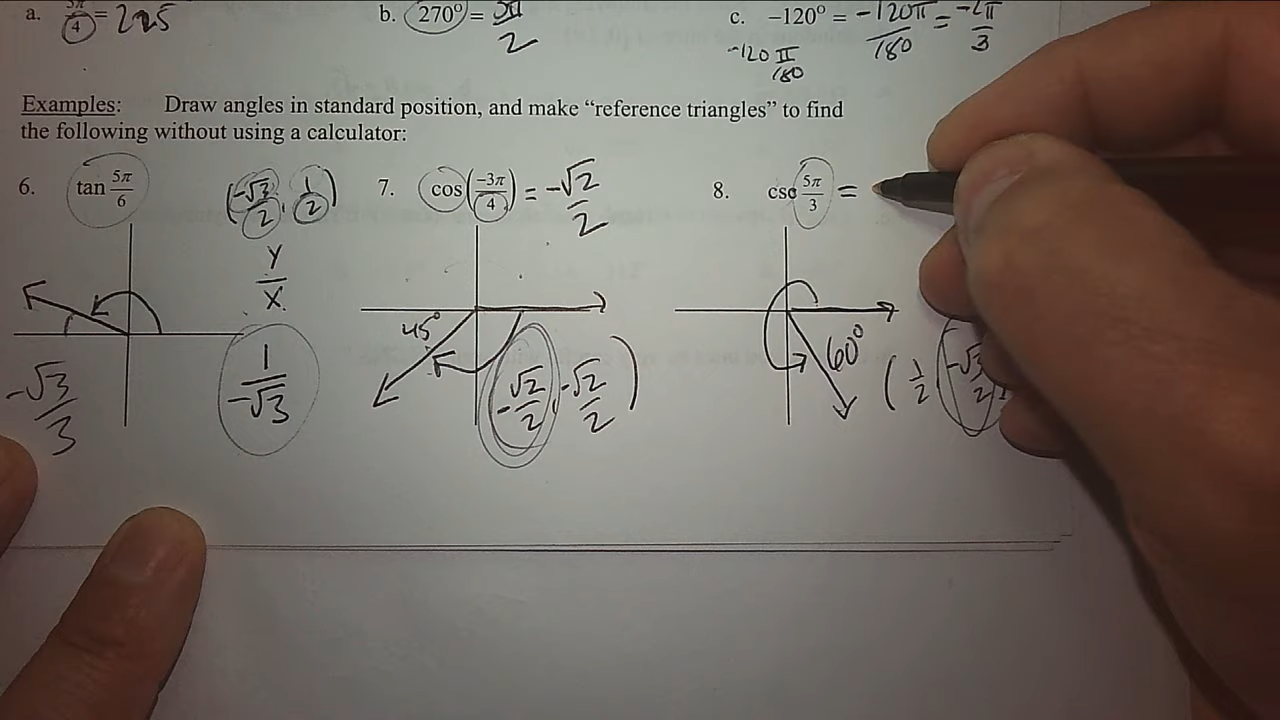 a. 5π/4 = 225
b. 270° = 3π/2
c. -120° = -120π/180 = -2π/3
-120 π/180
Examples: Draw angles in standard position, and make “reference triangles” to find
the following without using a calculator:
6. tan 5π/6
(-√3/2, 1/2)
Y/X
1/-√3
-√3/3
7. cos(-3π/4) = -√2/2
45°
(-√2/2, -√2/2)
8. csc 5π/3 =
60°
(1/2, -√3/2